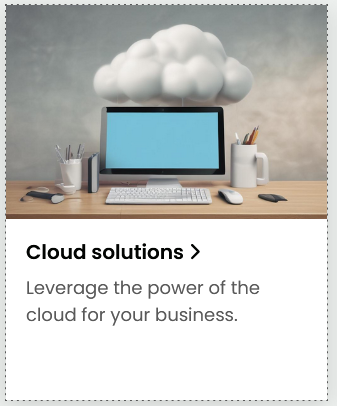 Cloud solutions >
Leverage the power of the
cloud for your business.